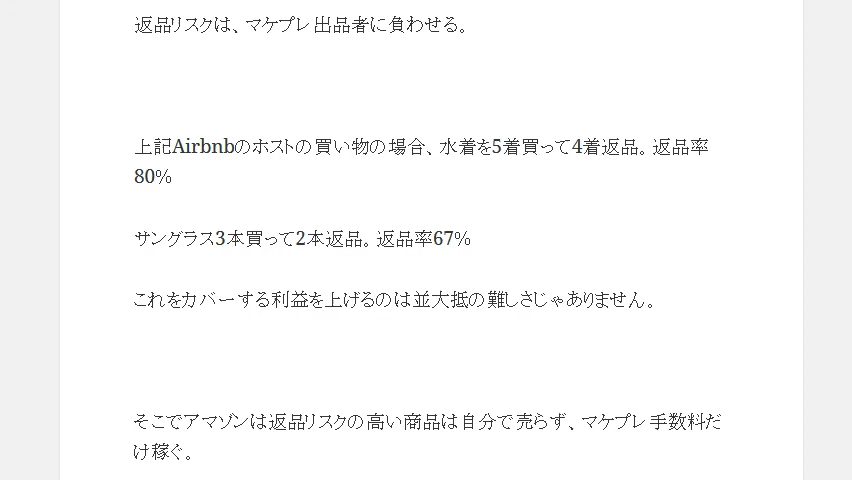 返品リスクは、マケプレ出品者に負わせる。
上記Airbnbのホストの買い物の場合、水着を5着買って4着返品。返品率
80%
サングラス3本買って2本返品。返品率67%
これをカバーする利益を上げるのは並大抵の難しさじゃありません。
そこでアマゾンは返品リスクの高い商品は自分で売らず、マケプレ手数料だ
け稼ぐ。